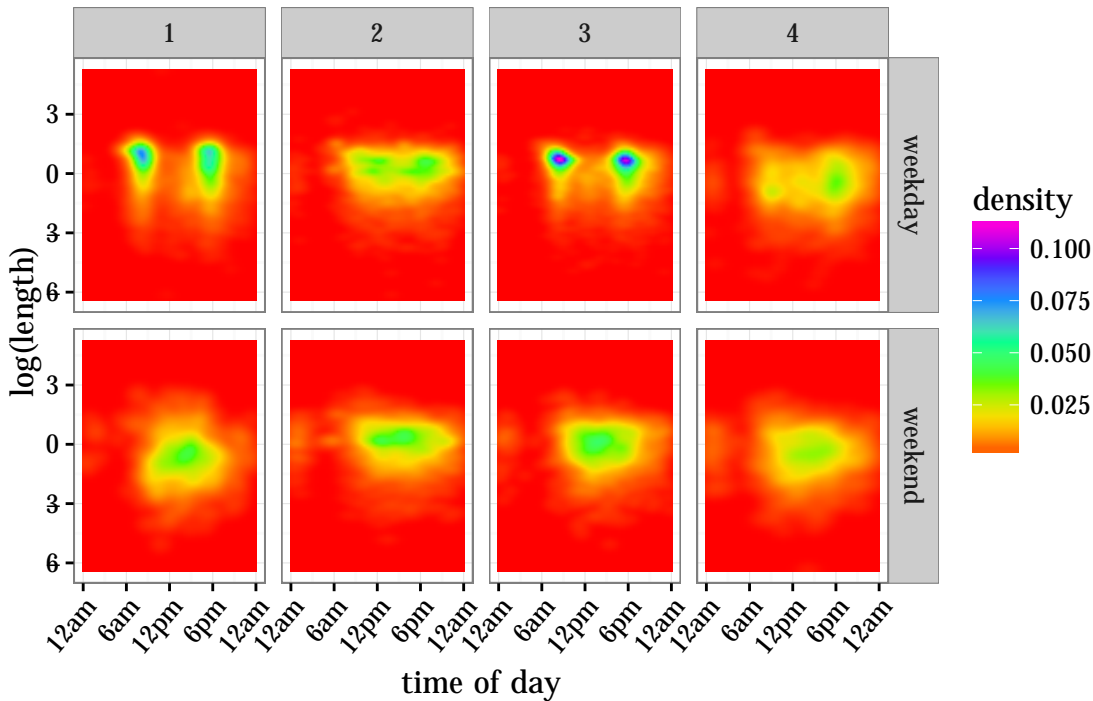 1
2
3
4
3
0
-3
-6
weekday
log(length)
3
0
-3
-6
weekend
12am
6am
12pm
6pm
12am
6am
12pm
6pm
12am
12am
6am
12pm
6pm
12am
12am
6am
12pm
6pm
12am
12am
time of day
density
0.100
0.075
0.050
0.025